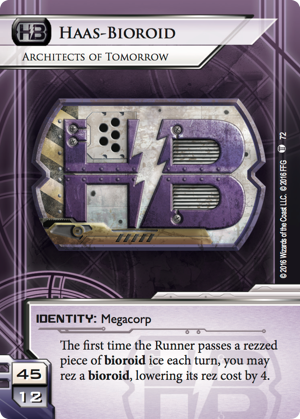 HB
Haas-Bioroid
Architects of Tomorrow
HB
© 2016 Wizards of the Coast LLC. © 2016 FFG 72
IDENTITY: Megacorp
The first time the Runner passes a rezzed
piece of bioroid ice each turn, you may
rez a bioroid, lowering its rez cost by 4.
45
12